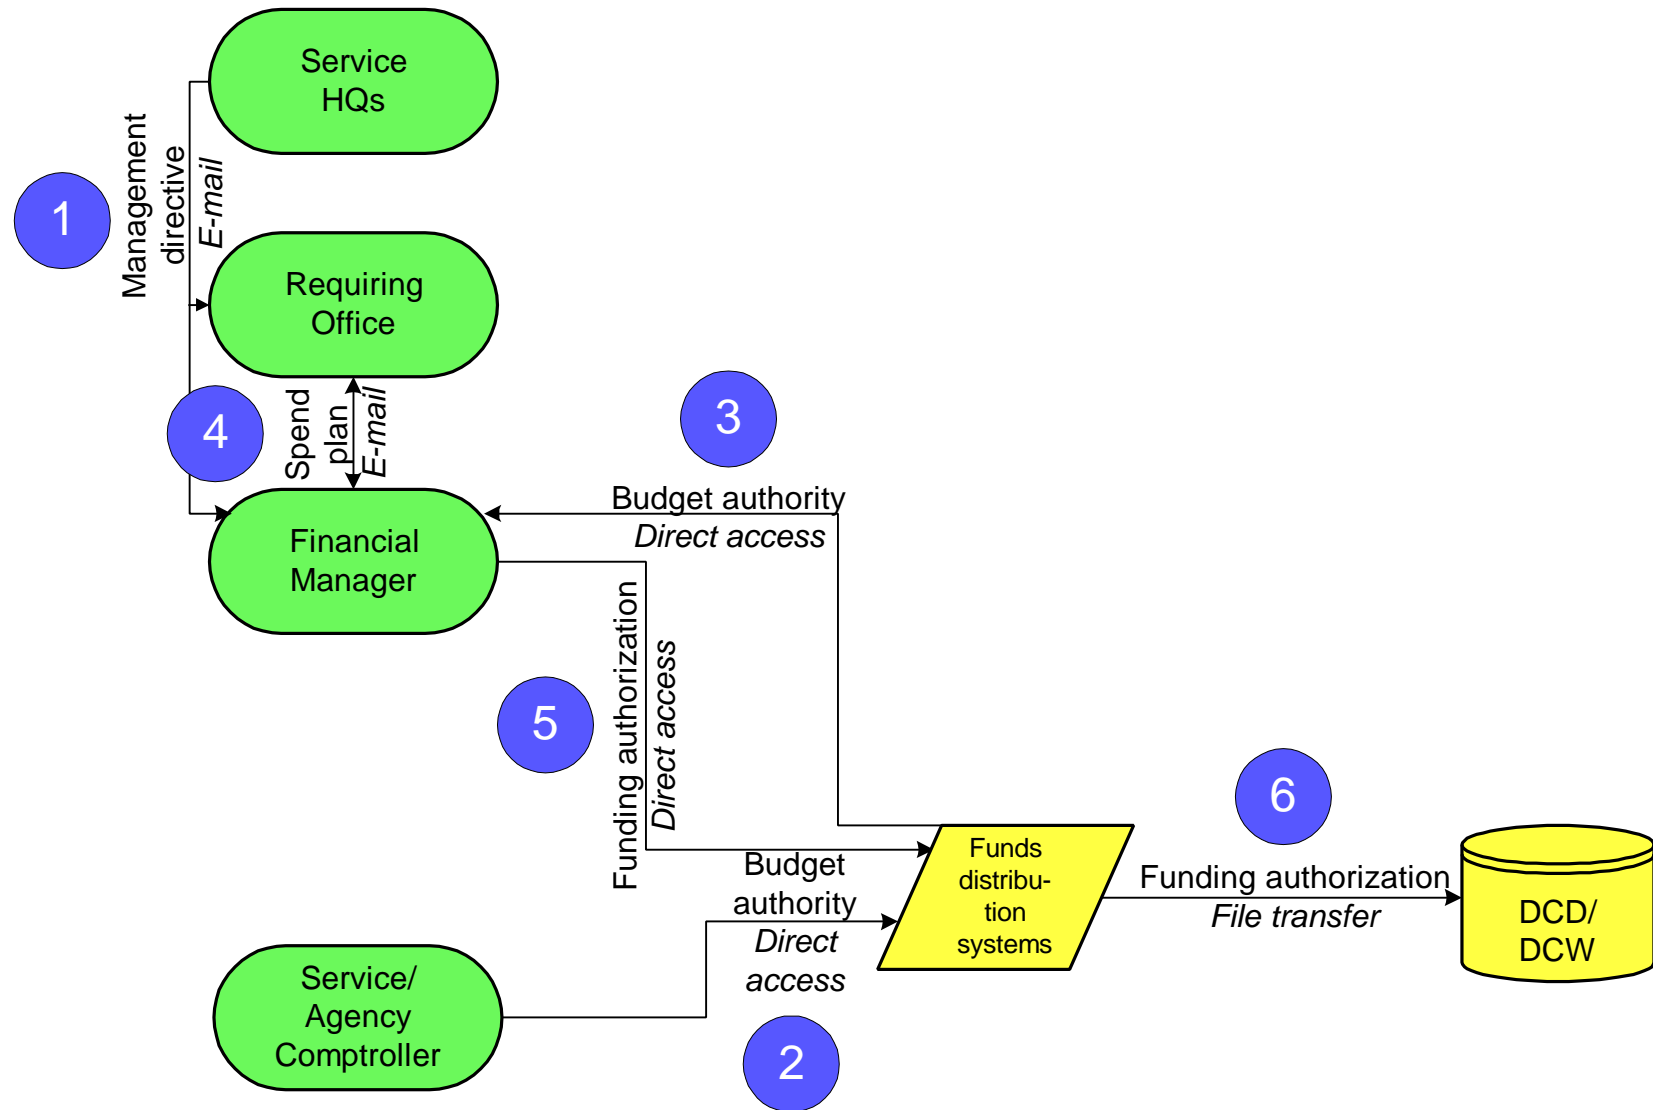 Service
HQs
1
Management
directive
E-mail
Requiring
Office
4
Spend
plan
E-mail
3
Budget authority
Direct access
Financial
Manager
5
Funding authorization
Direct access
6
Budget
authority
Direct
access
Funds
distribu-
tion
systems
Funding authorization
File transfer
DCD/
DCW
Service/
Agency
Comptroller
2